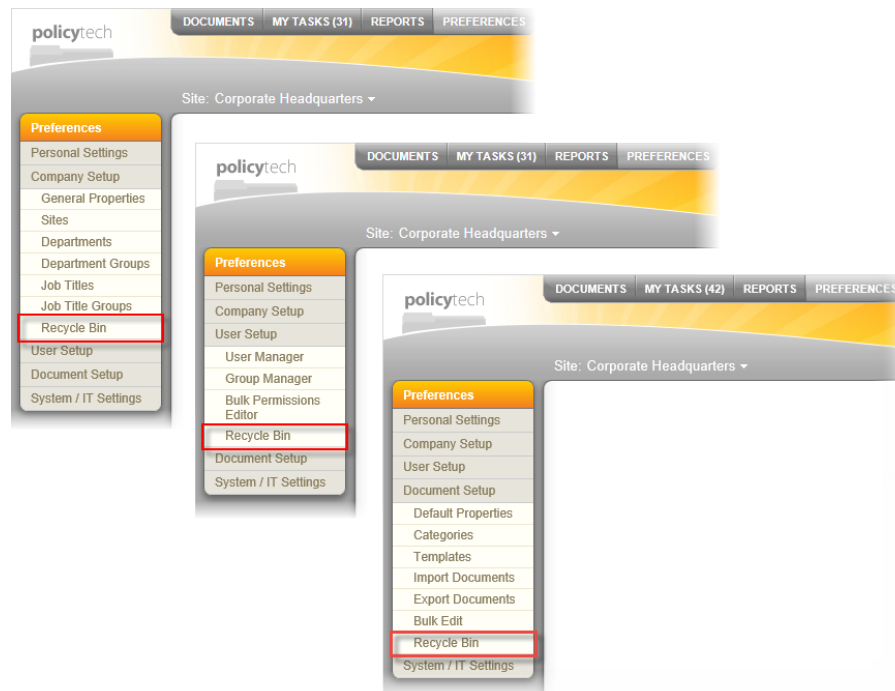 policytech
DOCUMENTS MY TASKS (31) REPORTS PREFERENCES
Site: Corporate Headquarters
Preferences
Personal Settings
Company Setup
General Properties
Sites
Departments
Department Groups
Job Titles
Job Title Groups
Recycle Bin
User Setup
Document Setup
System / IT Settings
policytech
DOCUMENTS MY TASKS (31) REPORTS PREFERENCES
Site: Corporate Headquarters
Preferences
Personal Settings
Company Setup
User Setup
User Manager
Group Manager
Bulk Permissions
Editor
Recycle Bin
Document Setup
System / IT Settings
policytech
DOCUMENTS MY TASKS (42) REPORTS PREFERENCES
Site: Corporate Headquarters
Preferences
Personal Settings
Company Setup
User Setup
Document Setup
Default Properties
Categories
Templates
Import Documents
Export Documents
Bulk Edit
Recycle Bin
System / IT Settings